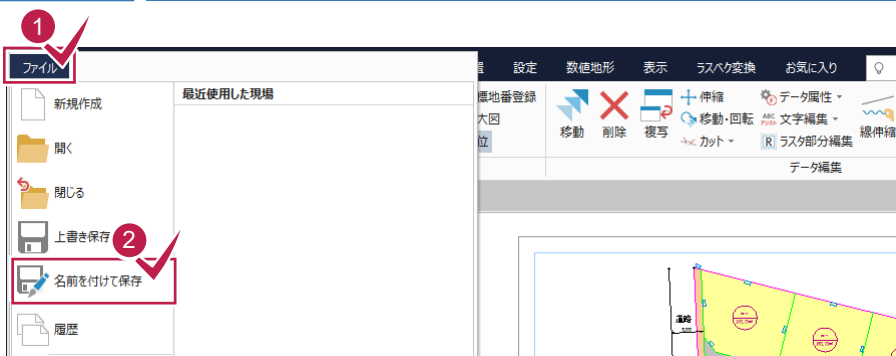 1
ファイル
設定
数値地形
表示
ラスベク変換
お気に入り
新規作成
最近使用した現場
標地番登録
大図
位
移動
削除
複写
伸縮
移動・回転
カット
データ属性
ABC
文字編集
R ラスタ部分編集
線伸縮
データ編集
開く
閉じる
上書き保存
2
名前を付けて保存
履歴
道路